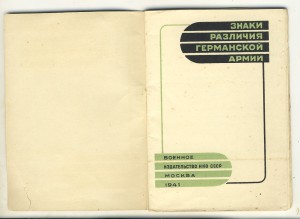 ЗНАКИ
РАЗЛИЧИЯ
ГЕРМАНСКОЙ
АРМИИ
ВОЕННОЕ
ИЗДАТЕЛЬСТВО НКО СССР
МОСКВА
1941